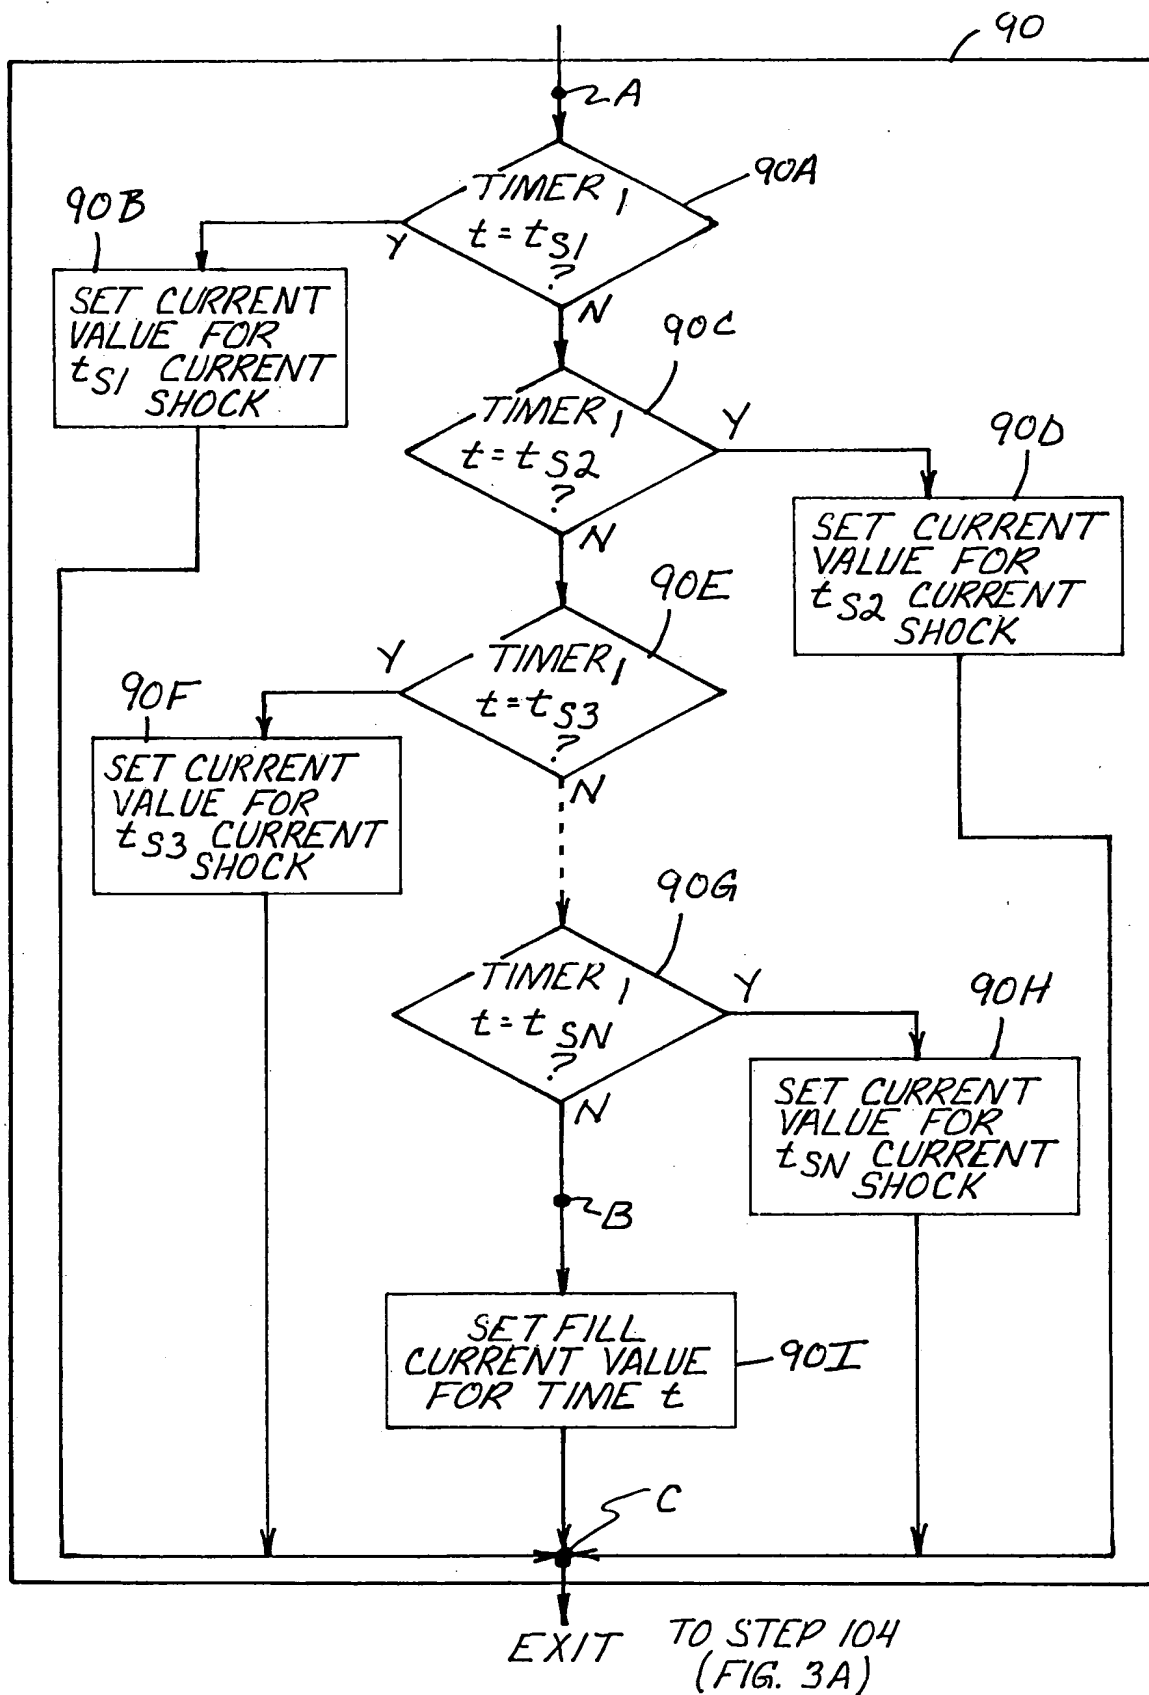 90
A
90A
TIMER 1
t = tS1
?
Y
N
90B
SET CURRENT
VALUE FOR
tS1 CURRENT
SHOCK
90C
TIMER 1
t = tS2
?
Y
N
90D
SET CURRENT
VALUE FOR
tS2 CURRENT
SHOCK
90E
TIMER 1
t = tS3
?
Y
N
90F
SET CURRENT
VALUE FOR
tS3 CURRENT
SHOCK
90G
TIMER 1
t = tSN
?
Y
N
90H
SET CURRENT
VALUE FOR
tSN CURRENT
SHOCK
B
SET FILL
CURRENT VALUE
FOR TIME t
90I
C
EXIT
TO STEP 104
(FIG. 3A)